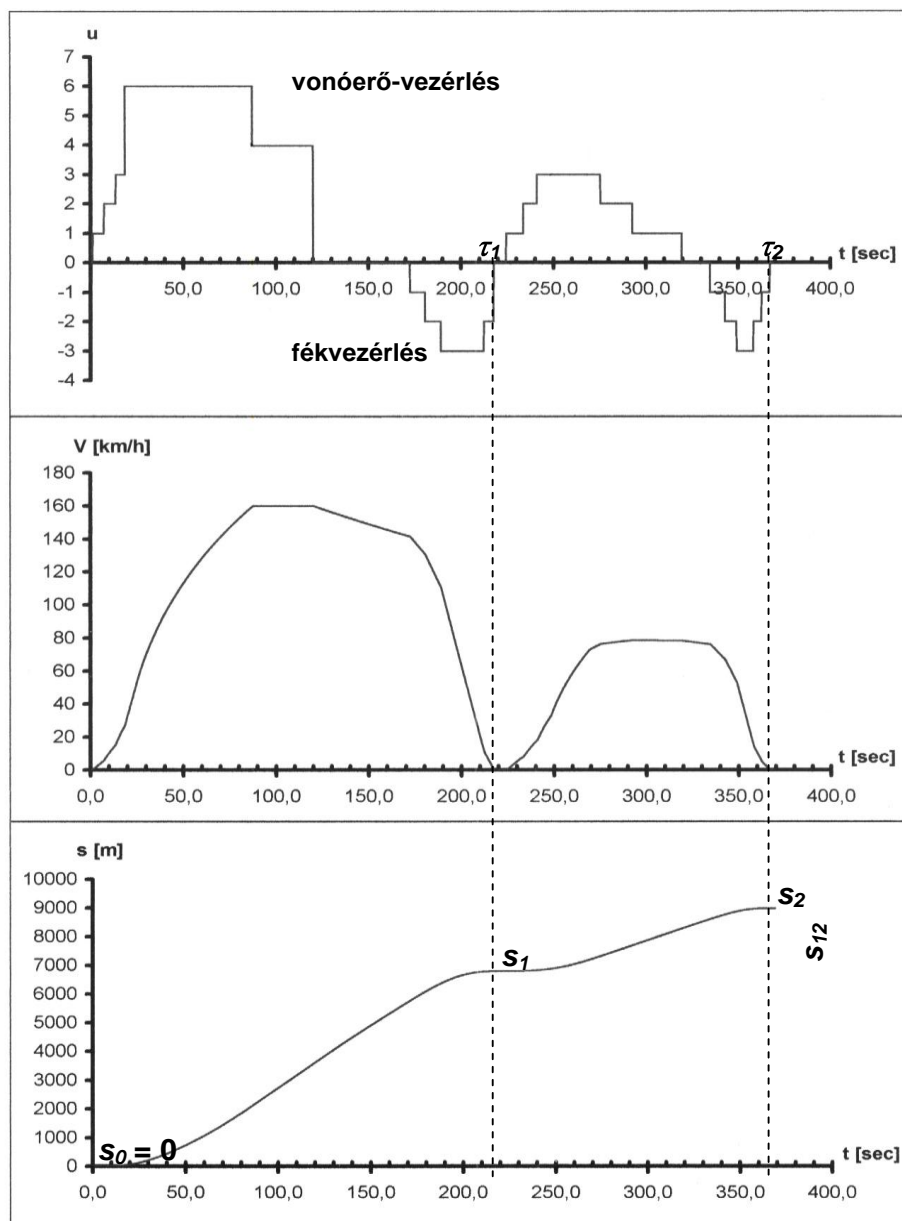 u
7
6
vonóerő-vezérlés
5
4
3
2
1
τ1 τ2
0
t [sec]
50,0 100,0 150,0 200,0 250,0 300,0 350,0 400,0
-1
-2
-3
fékvezérlés
-4
V [km/h]
180
160
140
120
100
80
60
40
20
0
t [sec]
0,0 50,0 100,0 150,0 200,0 250,0 300,0 350,0 400,0
s [m]
10000
9000
s2
8000
s12
7000
s1
6000
5000
4000
3000
2000
1000
s0 = 0
0
t [sec]
0,0 50,0 100,0 150,0 200,0 250,0 300,0 350,0 400,0